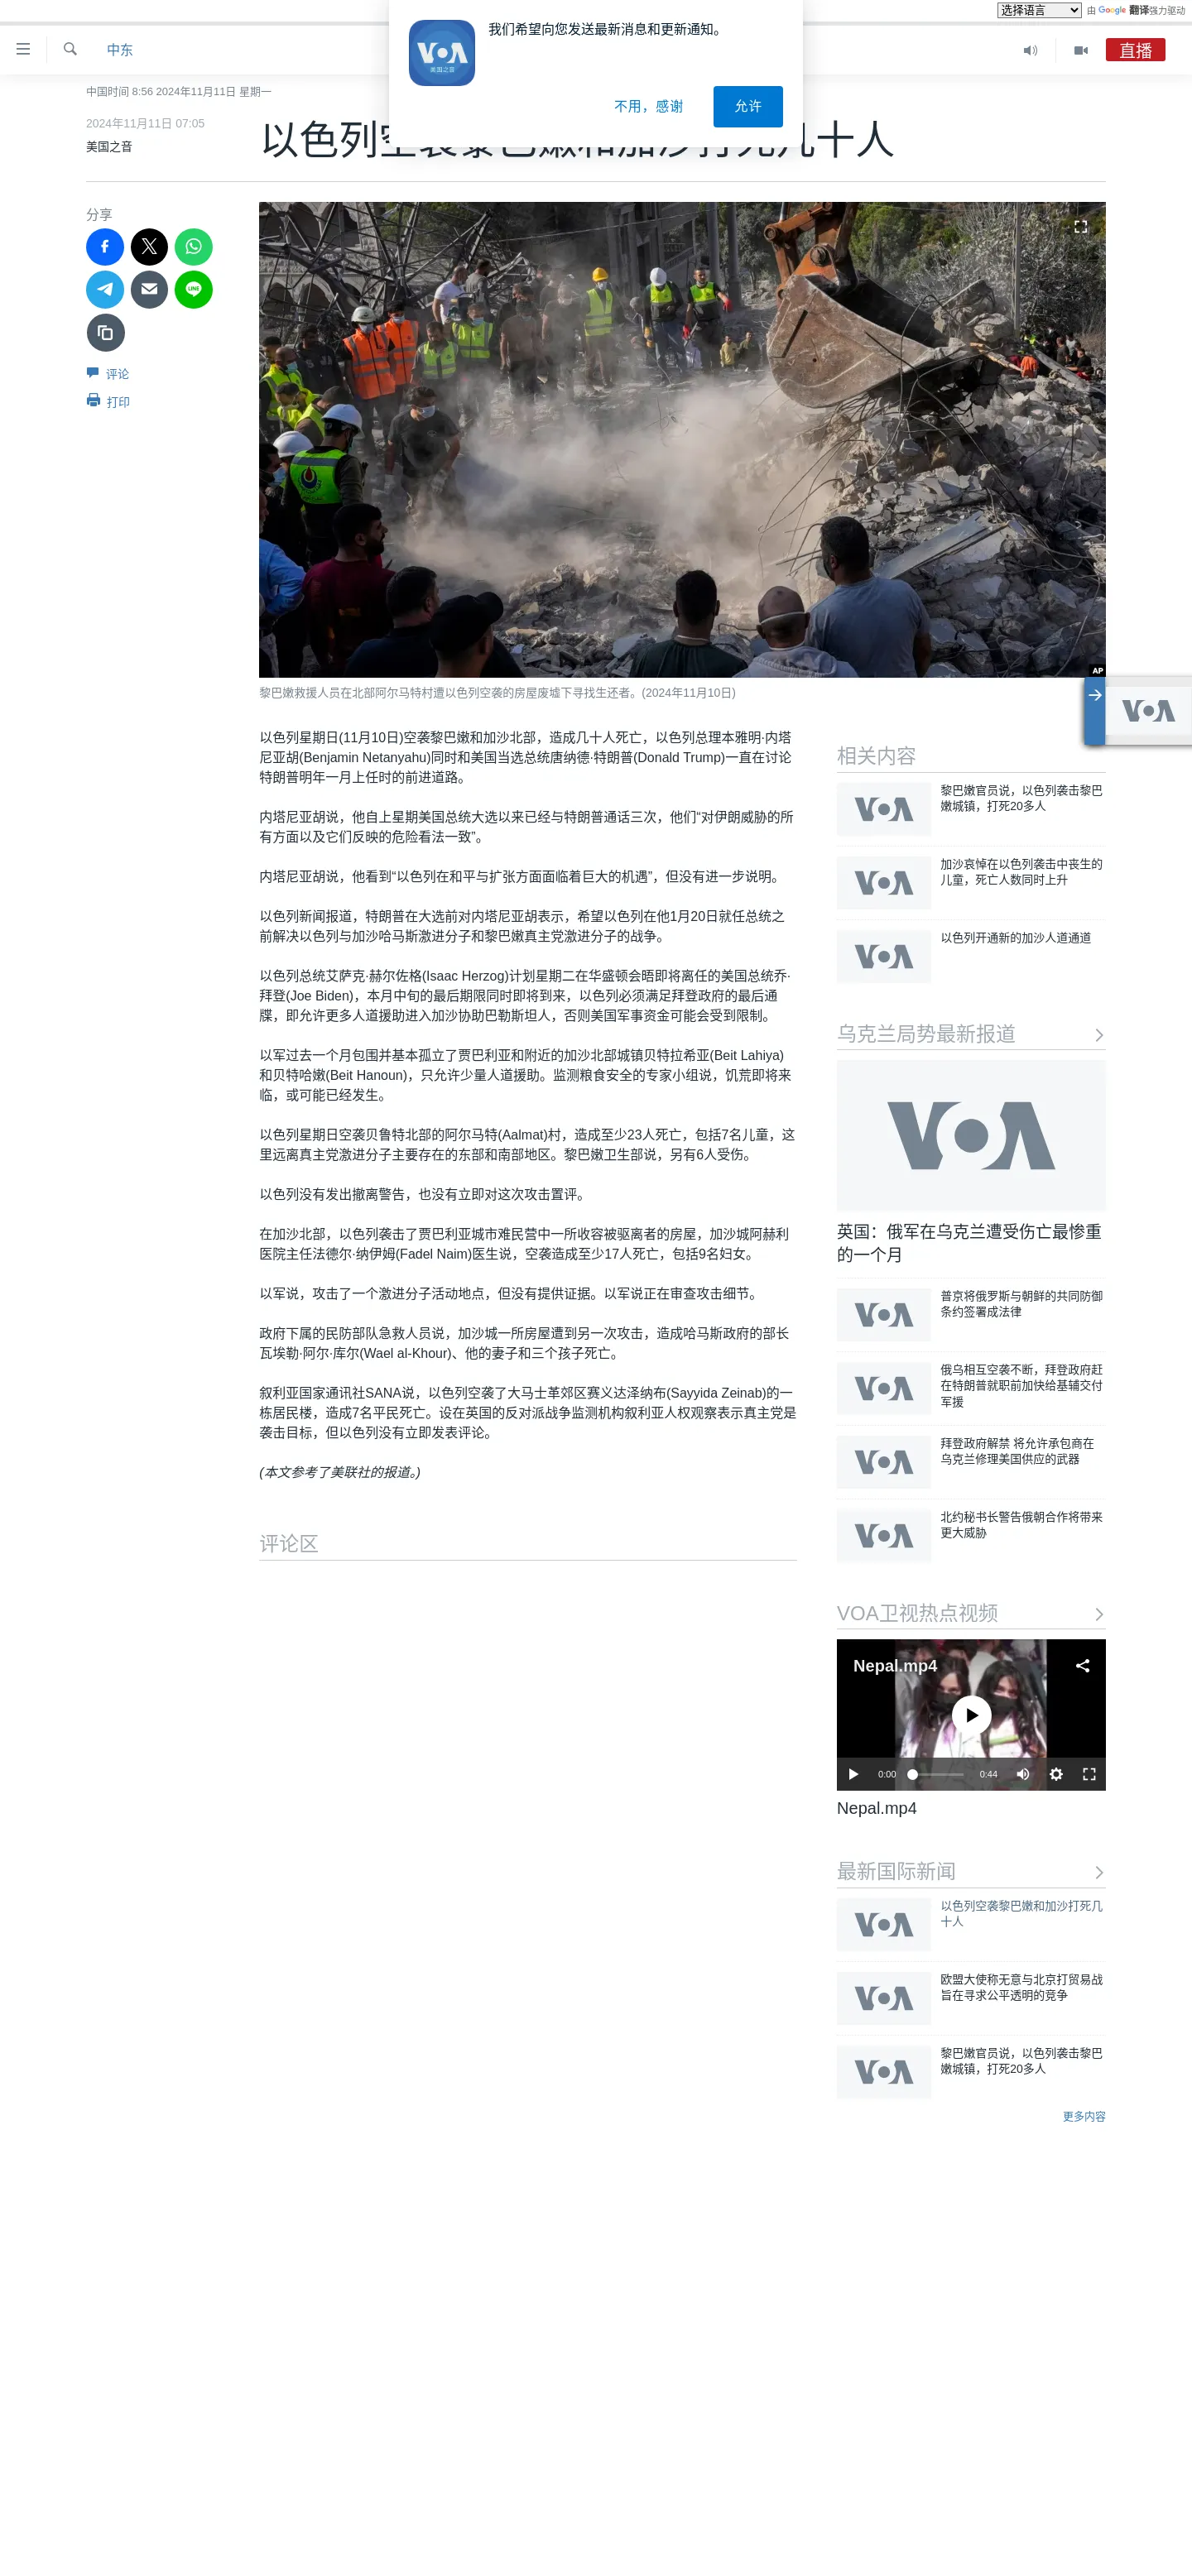 选择语言
由 Google 翻译强力驱动
我们希望向您发送最新消息和更新通知。
不用，感谢
允许
VOA
美国之音
中东
直播
中国时间 8:56 2024年11月11日 星期一
2024年11月11日 07:05
美国之音
以色列空袭黎巴嫩和加沙打死几十人
分享
LINE
评论
打印
AP
黎巴嫩救援人员在北部阿尔马特村遭以色列空袭的房屋废墟下寻找生还者。(2024年11月10日)
VOA
以色列星期日(11月10日)空袭黎巴嫩和加沙北部，造成几十人死亡，以色列总理本雅明·内塔
尼亚胡(Benjamin Netanyahu)同时和美国当选总统唐纳德·特朗普(Donald Trump)一直在讨论
特朗普明年一月上任时的前进道路。
内塔尼亚胡说，他自上星期美国总统大选以来已经与特朗普通话三次，他们“对伊朗威胁的所
有方面以及它们反映的危险看法一致”。
内塔尼亚胡说，他看到“以色列在和平与扩张方面面临着巨大的机遇”，但没有进一步说明。
以色列新闻报道，特朗普在大选前对内塔尼亚胡表示，希望以色列在他1月20日就任总统之
前解决以色列与加沙哈马斯激进分子和黎巴嫩真主党激进分子的战争。
以色列总统艾萨克·赫尔佐格(Isaac Herzog)计划星期二在华盛顿会晤即将离任的美国总统乔·
拜登(Joe Biden)，本月中旬的最后期限同时即将到来，以色列必须满足拜登政府的最后通
牒，即允许更多人道援助进入加沙协助巴勒斯坦人，否则美国军事资金可能会受到限制。
以军过去一个月包围并基本孤立了贾巴利亚和附近的加沙北部城镇贝特拉希亚(Beit Lahiya)
和贝特哈嫩(Beit Hanoun)，只允许少量人道援助。监测粮食安全的专家小组说，饥荒即将来
临，或可能已经发生。
以色列星期日空袭贝鲁特北部的阿尔马特(Aalmat)村，造成至少23人死亡，包括7名儿童，这
里远离真主党激进分子主要存在的东部和南部地区。黎巴嫩卫生部说，另有6人受伤。
以色列没有发出撤离警告，也没有立即对这次攻击置评。
在加沙北部，以色列袭击了贾巴利亚城市难民营中一所收容被驱离者的房屋，加沙城阿赫利
医院主任法德尔·纳伊姆(Fadel Naim)医生说，空袭造成至少17人死亡，包括9名妇女。
以军说，攻击了一个激进分子活动地点，但没有提供证据。以军说正在审查攻击细节。
政府下属的民防部队急救人员说，加沙城一所房屋遭到另一次攻击，造成哈马斯政府的部长
瓦埃勒·阿尔·库尔(Wael al-Khour)、他的妻子和三个孩子死亡。
叙利亚国家通讯社SANA说，以色列空袭了大马士革郊区赛义达泽纳布(Sayyida Zeinab)的一
栋居民楼，造成7名平民死亡。设在英国的反对派战争监测机构叙利亚人权观察表示真主党是
袭击目标，但以色列没有立即发表评论。
(本文参考了美联社的报道。)
评论区
相关内容
VOA
黎巴嫩官员说，以色列袭击黎巴
嫩城镇，打死20多人
VOA
加沙哀悼在以色列袭击中丧生的
儿童，死亡人数同时上升
VOA
以色列开通新的加沙人道通道
乌克兰局势最新报道
VOA
英国：俄军在乌克兰遭受伤亡最惨重
的一个月
VOA
普京将俄罗斯与朝鲜的共同防御
条约签署成法律
VOA
俄乌相互空袭不断，拜登政府赶
在特朗普就职前加快给基辅交付
军援
VOA
拜登政府解禁 将允许承包商在
乌克兰修理美国供应的武器
VOA
北约秘书长警告俄朝合作将带来
更大威胁
VOA卫视热点视频
Nepal.mp4
0:00
0:44
Nepal.mp4
最新国际新闻
VOA
以色列空袭黎巴嫩和加沙打死几
十人
VOA
欧盟大使称无意与北京打贸易战
旨在寻求公平透明的竞争
VOA
黎巴嫩官员说，以色列袭击黎巴
嫩城镇，打死20多人
更多内容